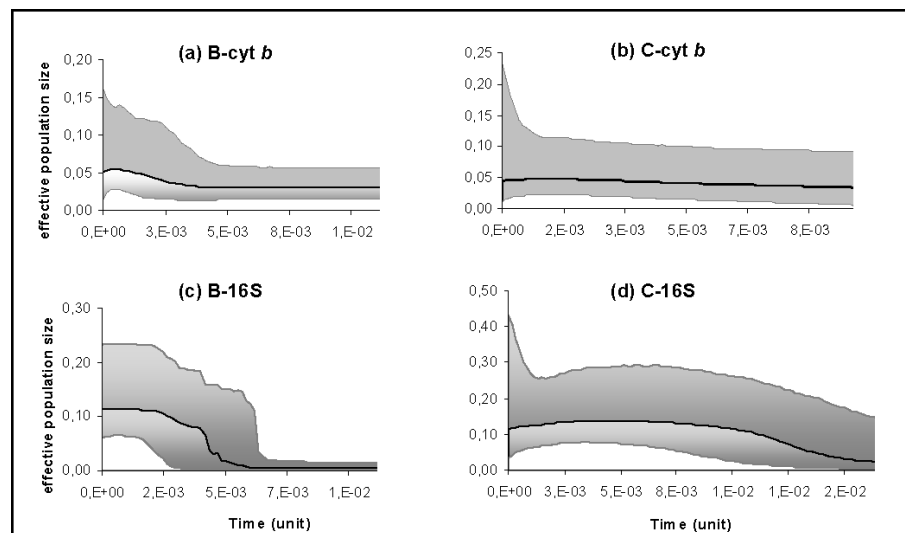 (a) B-cyt b
effective population size
0,20
0,15
0,10
0,05
0,00
0,E+00 3,E-03 5,E-03 8,E-03 1,E-02
(b) C-cyt b
0,25
0,20
0,15
0,10
0,05
0,00
0,E+00 2,E-03 3,E-03 5,E-03 7,E-03 8,E-03
(c) B-16S
effective population size
0,30
0,20
0,10
0,00
0,E+00 2,E-03 5,E-03 7,E-03 1,E-02
Time (unit)
(d) C-16S
0,50
0,40
0,30
0,20
0,10
0,00
0,E+00 3,E-03 5,E-03 8,E-03 1,E-02 1,E-02 2,E-02
Time (unit)